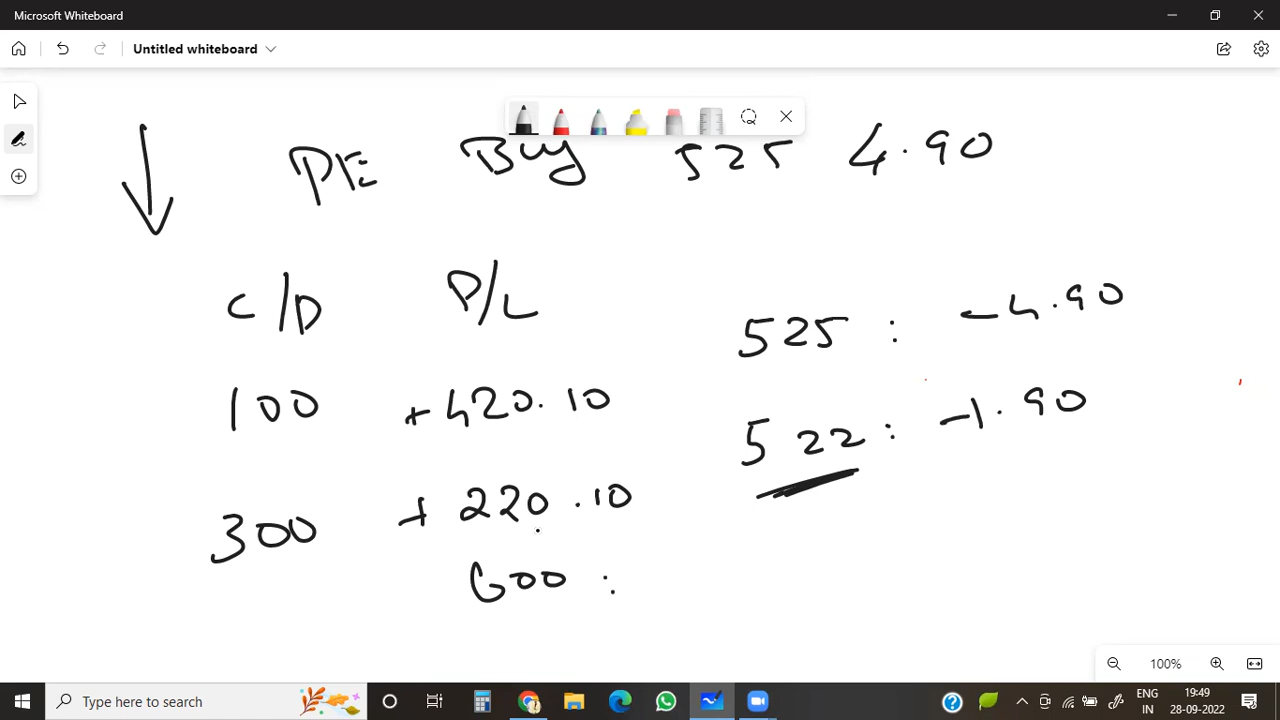 Microsoft Whiteboard
Untitled whiteboard
PE Buy 525 4.90
C/D P/L
525 : -4.90
100 +420.10
522 : -1.90
300 +220.10
600 :
100%
Type here to search
ENG
IN
19:49
28-09-2022